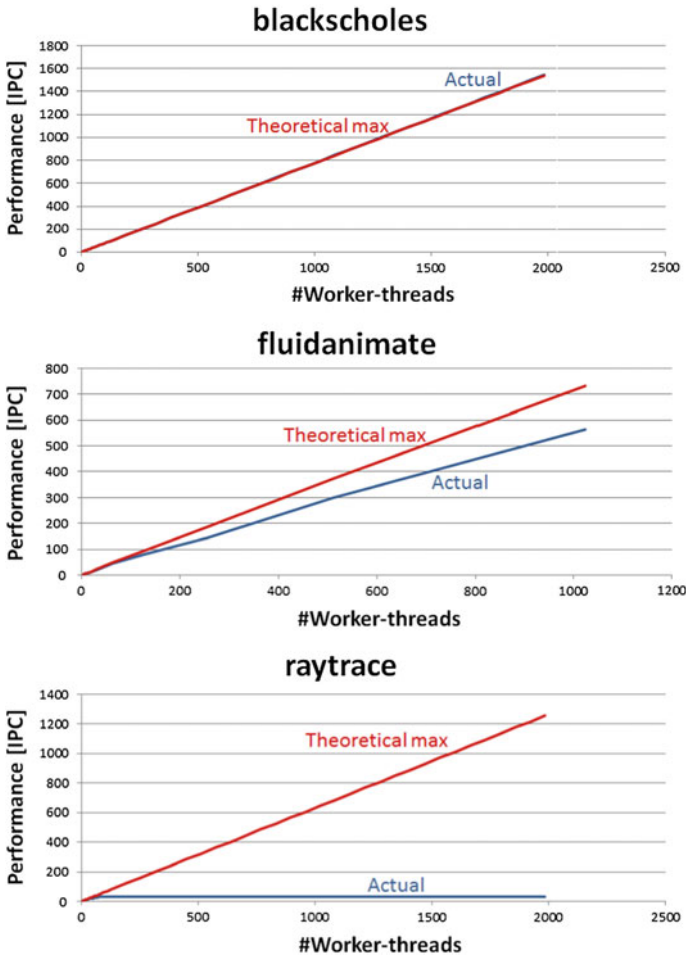 blackscholes
Performance [IPC]
1800
1600
1400
1200
1000
800
600
400
200
0
Actual
Theoretical max
0 500 1000 1500 2000 2500
#Worker-threads
fluidanimate
Performance [IPC]
800
700
600
500
400
300
200
100
0
Theoretical max
Actual
0 200 400 600 800 1000 1200
#Worker-threads
raytrace
Performance [IPC]
1400
1200
1000
800
600
400
200
0
Theoretical max
Actual
0 500 1000 1500 2000 2500
#Worker-threads